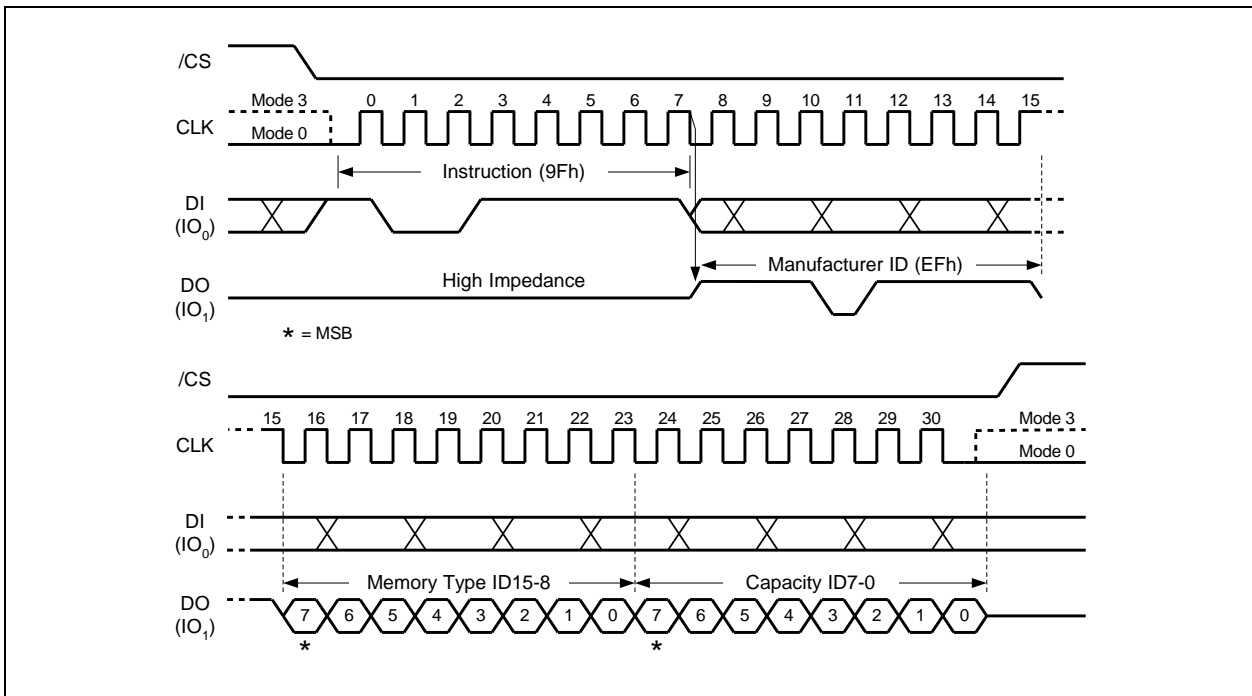 /CS
Mode 3 0 1 2 3 4 5 6 7 8 9 10 11 12 13 14 15
CLK
Mode 0
Instruction (9Fh)
DI
(IO0)
Manufacturer ID (EFh)
High Impedance
DO
(IO1)
* = MSB
/CS
15 16 17 18 19 20 21 22 23 24 25 26 27 28 29 30 Mode 3
CLK
Mode 0
DI
(IO0)
Memory Type ID15-8 Capacity ID7-0
DO
(IO1)
7 6 5 4 3 2 1 0 7 6 5 4 3 2 1 0
* *